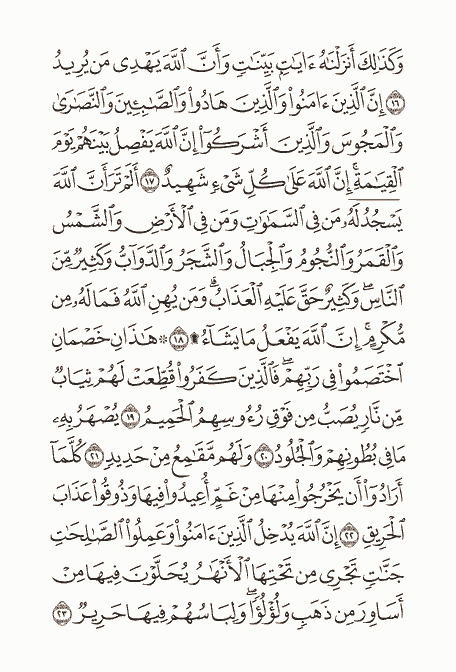 وَكَذَٰلِكَ أَنزَلْنَٰهُ ءَايَٰتٍۭ بَيِّنَٰتٍ وَأَنَّ ٱللَّهَ يَهْدِى مَن يُرِيدُ
١٦ إِنَّ ٱلَّذِينَ ءَامَنُوا۟ وَٱلَّذِينَ هَادُوا۟ وَٱلصَّٰبِـِٔينَ وَٱلنَّصَٰرَىٰ
وَٱلْمَجُوسَ وَٱلَّذِينَ أَشْرَكُوٓا۟ إِنَّ ٱللَّهَ يَفْصِلُ بَيْنَهُمْ يَوْمَ
ٱلْقِيَٰمَةِ ۚ إِنَّ ٱللَّهَ عَلَىٰ كُلِّ شَىْءٍ شَهِيدٌ ١٧ أَلَمْ تَرَ أَنَّ ٱللَّهَ
يَسْجُدُ لَهُۥ مَن فِى ٱلسَّمَٰوَٰتِ وَمَن فِى ٱلْأَرْضِ وَٱلشَّمْسُ
وَٱلْقَمَرُ وَٱلنُّجُومُ وَٱلْجِبَالُ وَٱلشَّجَرُ وَٱلدَّوَآبُّ وَكَثِيرٌ مِّنَ
ٱلنَّاسِ ۖ وَكَثِيرٌ حَقَّ عَلَيْهِ ٱلْعَذَابُ ۗ وَمَن يُهِنِ ٱللَّهُ فَمَا لَهُۥ مِن
مُّكْرِمٍ ۚ إِنَّ ٱللَّهَ يَفْعَلُ مَا يَشَآءُ ۩ ١٨ ۞ هَٰذَانِ خَصْمَانِ
ٱخْتَصَمُوا۟ فِى رَبِّهِمْ ۖ فَٱلَّذِينَ كَفَرُوا۟ قُطِّعَتْ لَهُمْ ثِيَابٌ
مِّن نَّارٍ يُصَبُّ مِن فَوْقِ رُءُوسِهِمُ ٱلْحَمِيمُ ١٩ يُصْهَرُ بِهِۦ
مَا فِى بُطُونِهِمْ وَٱلْجُلُودُ ٢٠ وَلَهُم مَّقَٰمِعُ مِنْ حَدِيدٍ ٢١ كُلَّمَآ
أَرَادُوٓا۟ أَن يَخْرُجُوا۟ مِنْهَا مِنْ غَمٍّ أُعِيدُوا۟ فِيهَا وَذُوقُوا۟ عَذَابَ
ٱلْحَرِيقِ ٢٢ إِنَّ ٱللَّهَ يُدْخِلُ ٱلَّذِينَ ءَامَنُوا۟ وَعَمِلُوا۟ ٱلصَّٰلِحَٰتِ
جَنَّٰتٍ تَجْرِى مِن تَحْتِهَا ٱلْأَنْهَٰرُ يُحَلَّوْنَ فِيهَا مِنْ
أَسَاوِرَ مِن ذَهَبٍ وَلُؤْلُؤًا ۖ وَلِبَاسُهُمْ فِيهَا حَرِيرٌ ٢٣